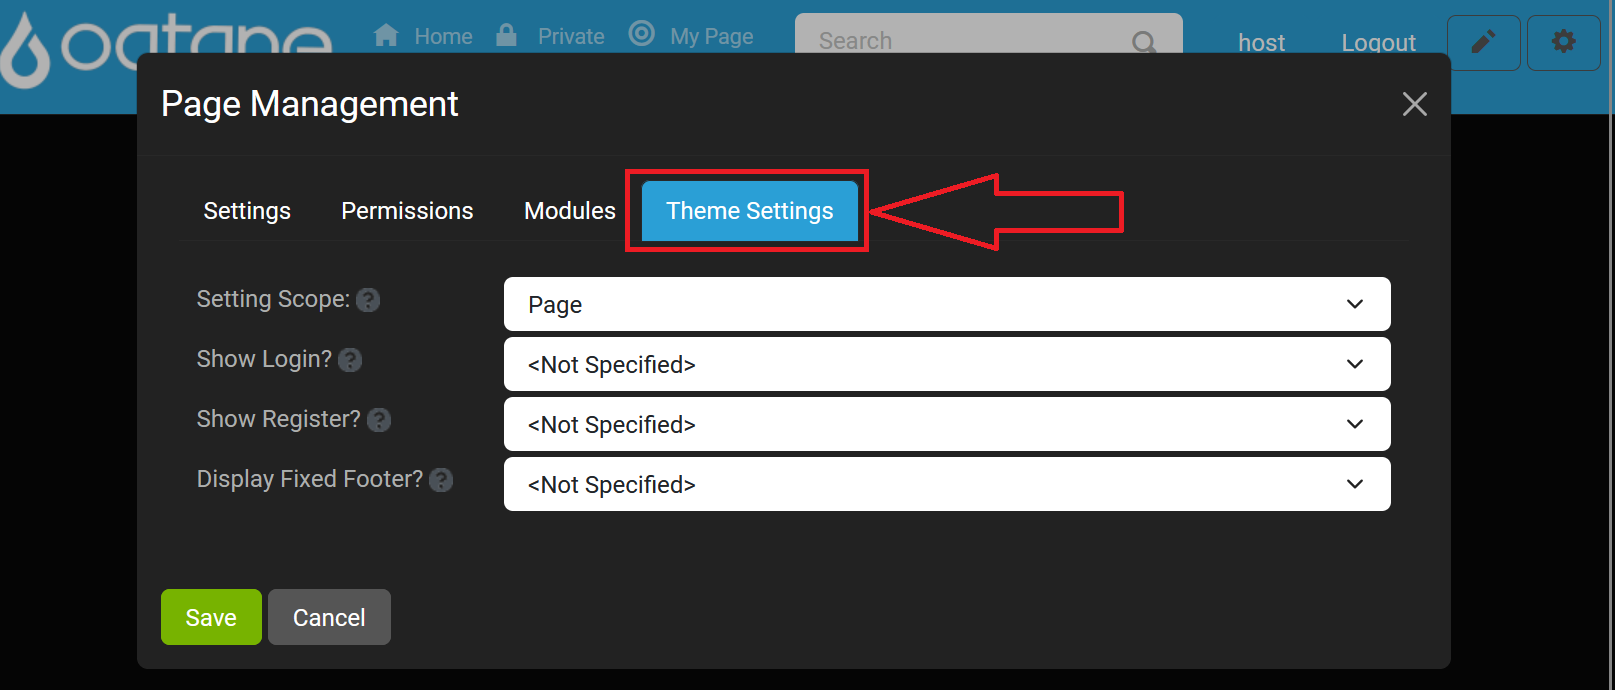 oqtane
Home Private My Page Search host Logout
Page Management
Settings Permissions Modules Theme Settings
Setting Scope: ? Page
Show Login? ? <Not Specified>
Show Register? ? <Not Specified>
Display Fixed Footer? ? <Not Specified>
Save Cancel